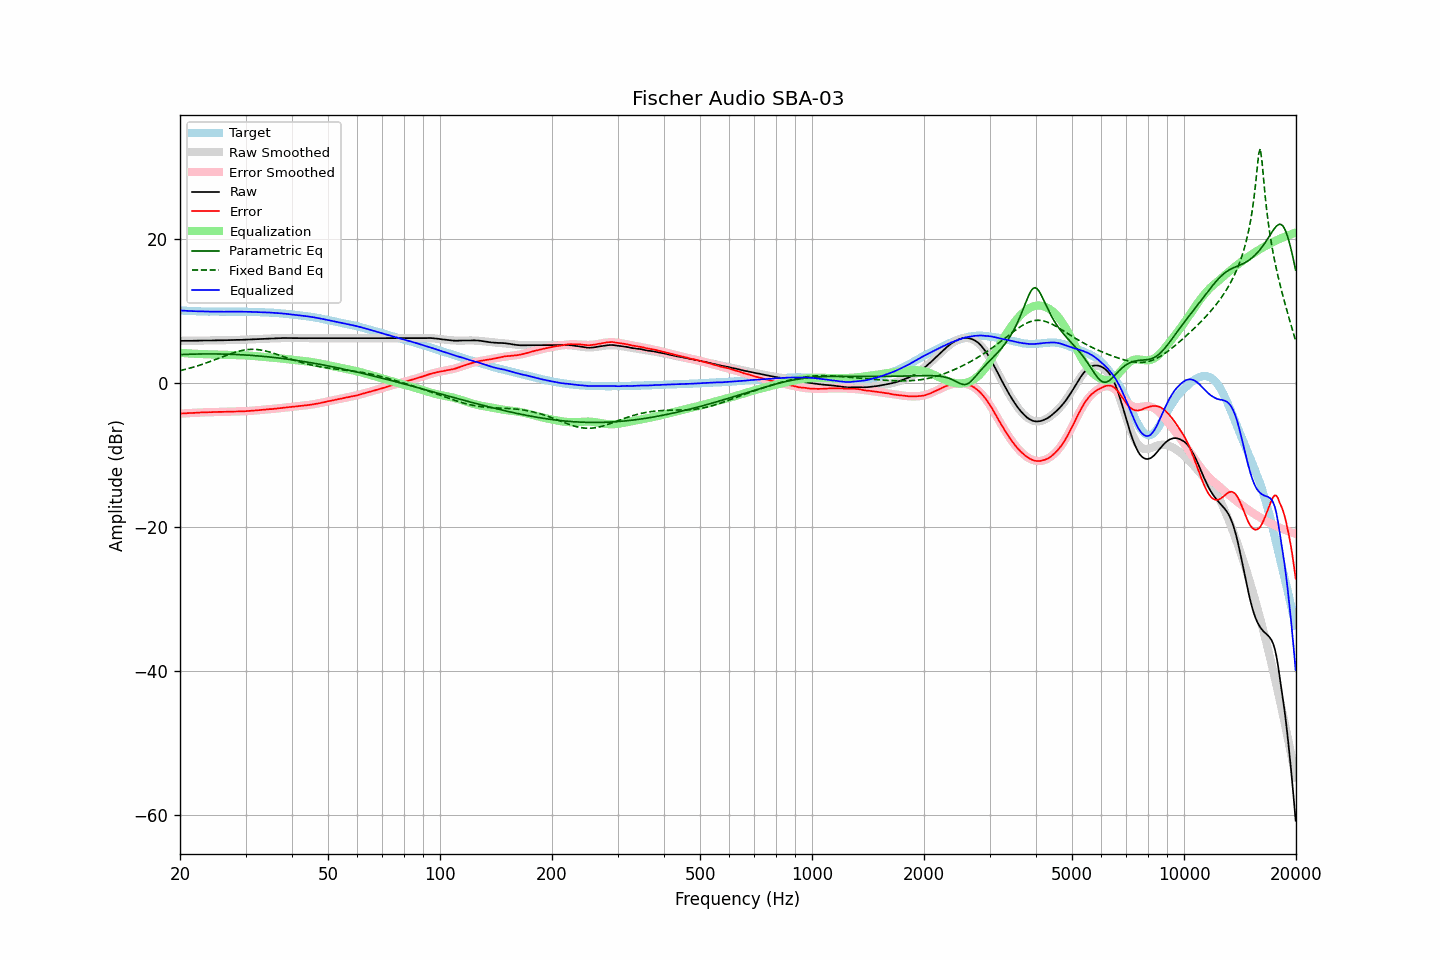 Fischer Audio SBA-03
Target
Raw Smoothed
Error Smoothed
Raw
Error
Equalization
Parametric Eq
Fixed Band Eq
Equalized
20
0
−20
−40
−60
Amplitude (dBr)
20 50 100 200 500 1000 2000 5000 10000 20000
Frequency (Hz)